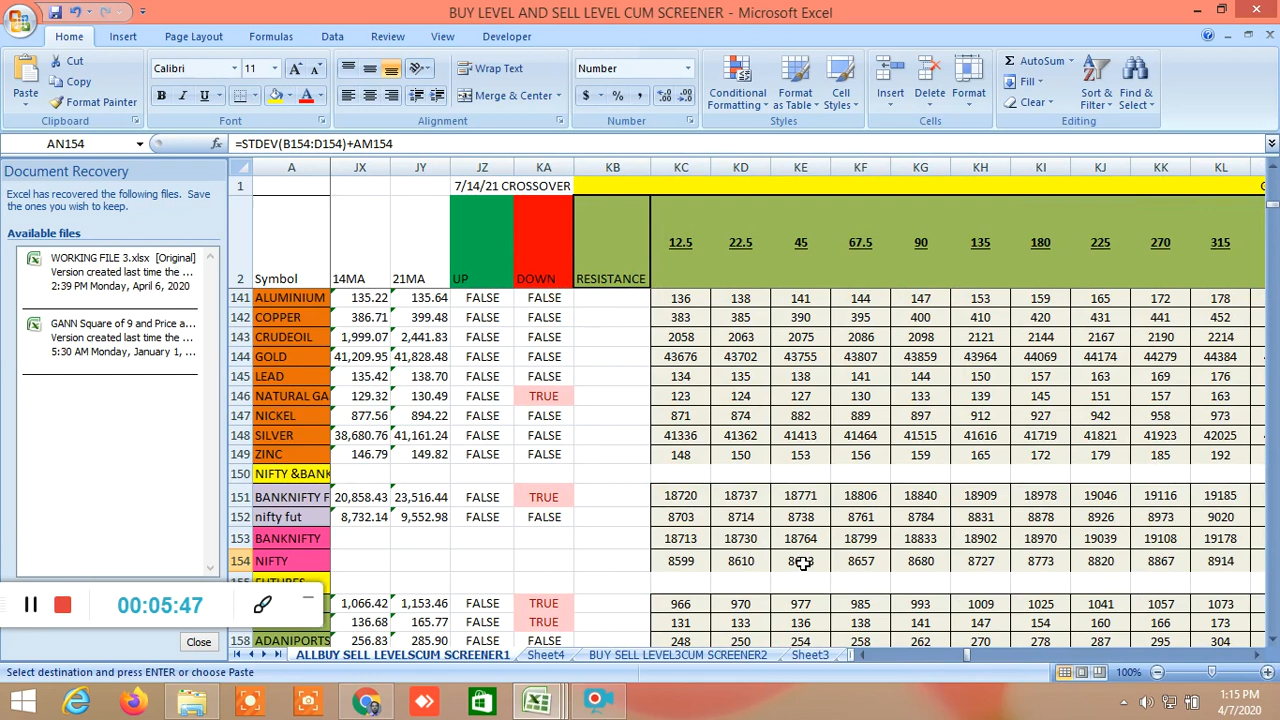 BUY LEVEL AND SELL LEVEL CUM SCREENER - Microsoft Excel
Home Insert Page Layout Formulas Data Review View Developer
Paste Cut Copy Format Painter Clipboard
Calibri 11 B I U Font
Wrap Text Merge & Center Alignment
Number $ % , Number
Conditional Formatting Format as Table Cell Styles Styles
Insert Delete Format Cells
Σ AutoSum Fill Clear Sort & Filter Find & Select Editing
AN154 fx =STDEV(B154:D154)+AM154
Document Recovery
Excel has recovered the following files. Save
the ones you wish to keep.
Available files
WORKING FILE 3.xlsx [Original]
Version created last time the ...
2:39 PM Monday, April 6, 2020
GANN Square of 9 and Price a...
Version created last time the ...
5:30 AM Monday, January 1, ...
Close
A JX JY JZ KA KB KC KD KE KF KG KH KI KJ KK KL
1 7/14/21 CROSSOVER G
2 Symbol 14MA 21MA UP DOWN RESISTANCE 12.5 22.5 45 67.5 90 135 180 225 270 315
141 ALUMINIUM 135.22 135.64 FALSE FALSE 136 138 141 144 147 153 159 165 172 178
142 COPPER 386.71 399.48 FALSE FALSE 383 385 390 395 400 410 420 431 441 452
143 CRUDEOIL 1,999.07 2,441.83 FALSE FALSE 2058 2063 2075 2086 2098 2121 2144 2167 2190 2214
144 GOLD 41,209.95 41,828.48 FALSE FALSE 43676 43702 43755 43807 43859 43964 44069 44174 44279 44384
145 LEAD 135.42 138.70 FALSE FALSE 134 135 138 141 144 150 157 163 169 176
146 NATURAL GA 129.32 130.49 FALSE TRUE 123 124 127 130 133 139 145 151 157 163
147 NICKEL 877.56 894.22 FALSE FALSE 871 874 882 889 897 912 927 942 958 973
148 SILVER 38,680.76 41,161.24 FALSE FALSE 41336 41362 41413 41464 41515 41616 41719 41821 41923 42025
149 ZINC 146.79 149.82 FALSE FALSE 148 150 153 156 159 165 172 179 185 192
150 NIFTY &BANK
151 BANKNIFTY F 20,858.43 23,516.44 FALSE TRUE 18720 18737 18771 18806 18840 18909 18978 19046 19116 19185
152 nifty fut 8,732.14 9,552.98 FALSE FALSE 8703 8714 8738 8761 8784 8831 8878 8926 8973 9020
153 BANKNIFTY 18713 18730 18764 18799 18833 18902 18970 19039 19108 19178
154 NIFTY 8599 8610 8657 8680 8727 8773 8820 8867 8914
FUTURES
1,066.42 1,153.46 FALSE TRUE 966 970 977 985 993 1009 1025 1041 1057 1073
136.68 165.77 FALSE TRUE 131 133 136 138 141 147 154 160 166 173
158 ADANIPORTS 256.83 285.90 FALSE FALSE 248 250 254 258 262 270 278 287 295 304
00:05:47
ALLBUY SELL LEVELSCUM SCREENER1 Sheet4 BUY SELL LEVEL3CUM SCREENER2 Sheet3
Select destination and press ENTER or choose Paste 100%
1:15 PM
4/7/2020